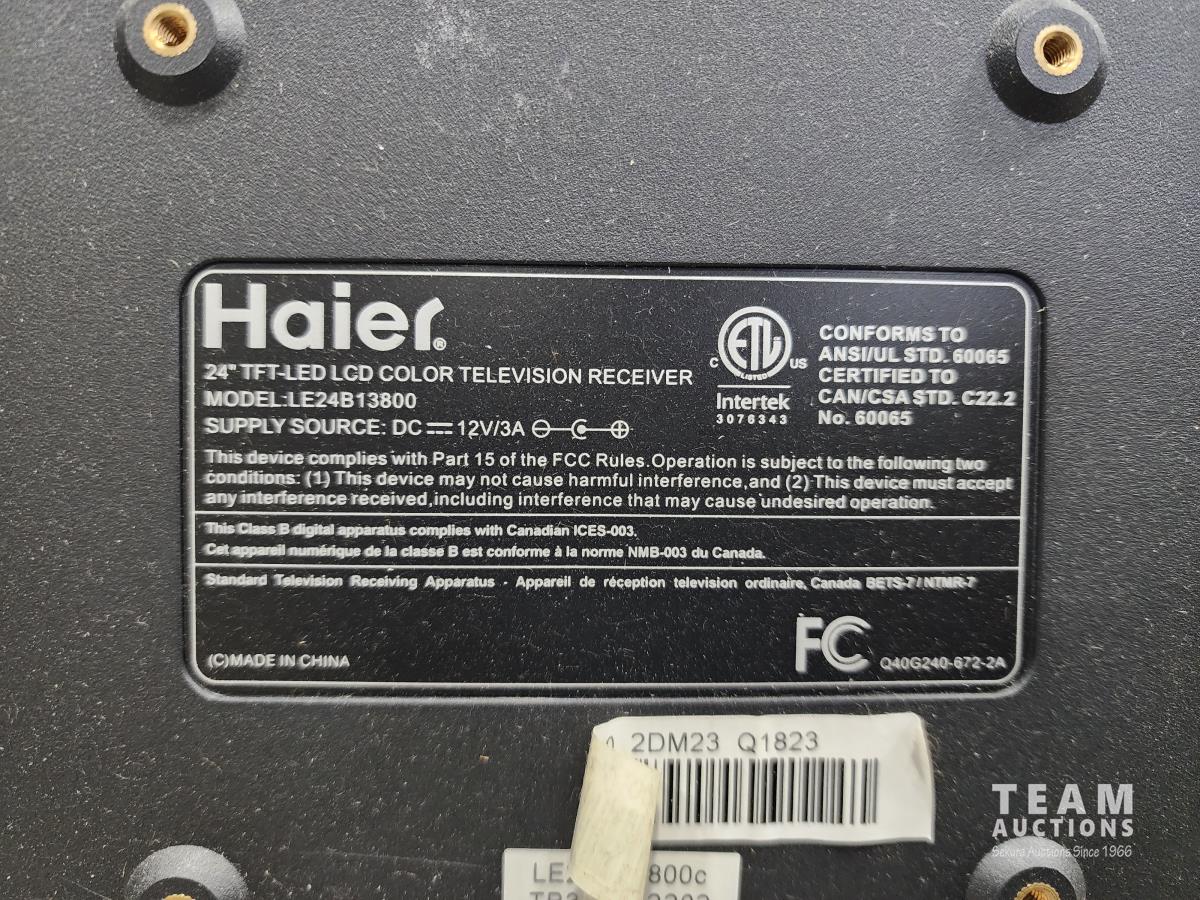 Haier®
24" TFT-LED LCD COLOR TELEVISION RECEIVER
MODEL:LE24B13800
SUPPLY SOURCE: DC 12V/3A
C ETL US
LISTED
Intertek
3076343
CONFORMS TO
ANSI/UL STD. 60065
CERTIFIED TO
CAN/CSA STD. C22.2
No. 60065
This device complies with Part 15 of the FCC Rules.Operation is subject to the following two
conditions: (1) This device may not cause harmful interference,and (2) This device must accept
any interference received,including interference that may cause undesired operation.
This Class B digital apparatus complies with Canadian ICES-003.
Cet appareil numérique de la classe B est conforme à la norme NMB-003 du Canada.
Standard Television Receiving Apparatus - Appareil de réception television ordinaire, Canada BETS-7 / NTMR-7
FC
(C)MADE IN CHINA
Q40G240-672-2A
2DM23 Q1823
800c
TEAM
AUCTIONS
Sekura Auctions Since 1966